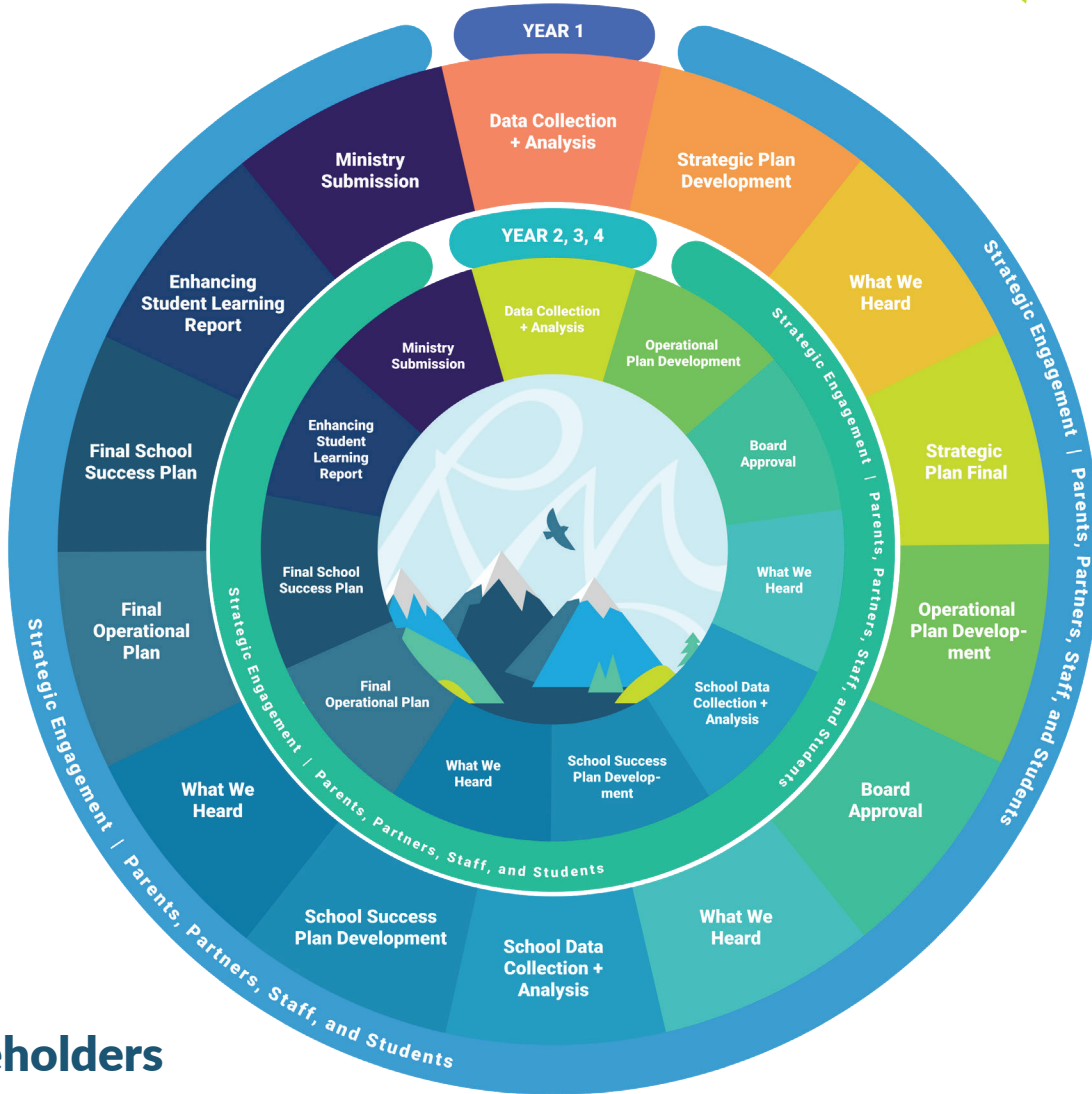 YEAR 1
Data Collection
+ Analysis
Strategic Plan
Development
What We
Heard
Strategic
Plan Final
Operational
Plan Develop-
ment
Board
Approval
What We
Heard
School Data
Collection +
Analysis
School Success
Plan Development
What We
Heard
Final
Operational
Plan
Final School
Success Plan
Enhancing
Student Learning
Report
Ministry
Submission
Strategic Engagement | Parents, Partners, Staff, and Students
Strategic Engagement | Parents, Partners, Staff, and Students
YEAR 2, 3, 4
Data Collection
+ Analysis
Operational
Plan Development
Board
Approval
What We
Heard
School Data
Collection +
Analysis
School Success
Plan Develop-
ment
What We
Heard
Final
Operational Plan
Final School
Success Plan
Enhancing
Student
Learning
Report
Ministry
Submission
Strategic Engagement | Parents, Partners, Staff, and Students
Strategic Engagement | Parents, Partners, Staff, and Students
eholders